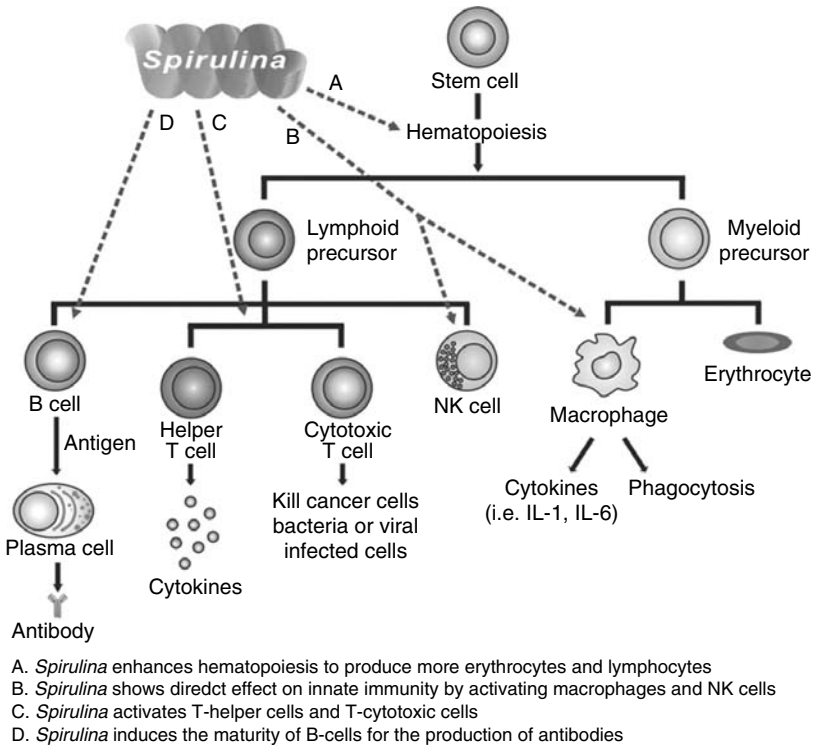 Spirulina
A
Stem cell
D
C
B
Hematopoiesis
Lymphoid
precursor
Myeloid
precursor
B cell
Helper
T cell
Cytotoxic
T cell
NK cell
Macrophage
Erythrocyte
Antigen
Plasma cell
Antibody
Cytokines
Kill cancer cells
bacteria or viral
infected cells
Cytokines
(i.e. IL-1, IL-6)
Phagocytosis
A. Spirulina enhances hematopoiesis to produce more erythrocytes and lymphocytes
B. Spirulina shows diredct effect on innate immunity by activating macrophages and NK cells
C. Spirulina activates T-helper cells and T-cytotoxic cells
D. Spirulina induces the maturity of B-cells for the production of antibodies